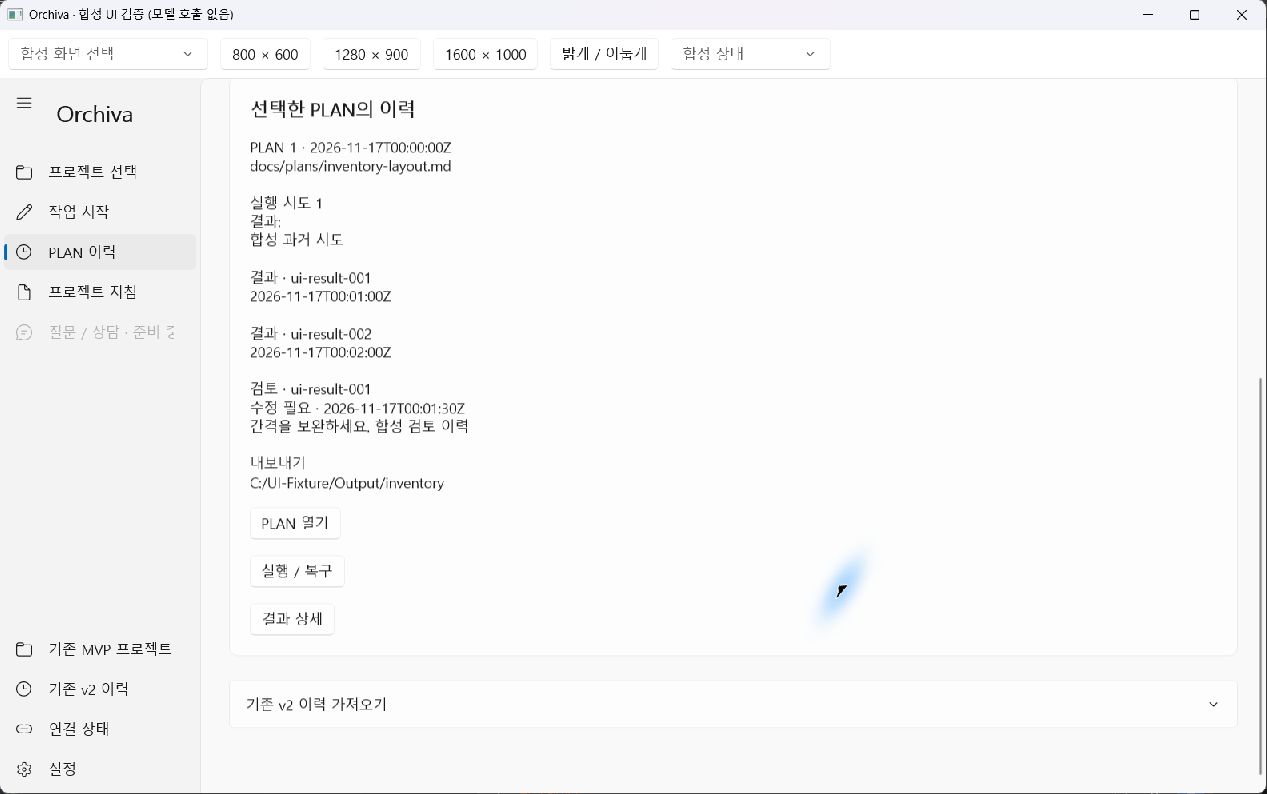 Orchiva · 합성 UI 검증 (모델 호출 없음)
합성 화면 선택
800 × 600
1280 × 900
1600 × 1000
밝게 / 어둡게
합성 상태
Orchiva
프로젝트 선택
작업 시작
PLAN 이력
프로젝트 지침
질문 / 상담 · 준비
기존 MVP 프로젝트
기존 v2 이력
연결 상태
설정
선택한 PLAN의 이력
PLAN 1 · 2026-11-17T00:00:00Z
docs/plans/inventory-layout.md
실행 시도 1
결과:
합성 과거 시도
결과 · ui-result-001
2026-11-17T00:01:00Z
결과 · ui-result-002
2026-11-17T00:02:00Z
검토 · ui-result-001
수정 필요 · 2026-11-17T00:01:30Z
간격을 보완하세요. 합성 검토 이력
내보내기
C:/UI-Fixture/Output/inventory
PLAN 열기
실행 / 복구
결과 상세
기존 v2 이력 가져오기